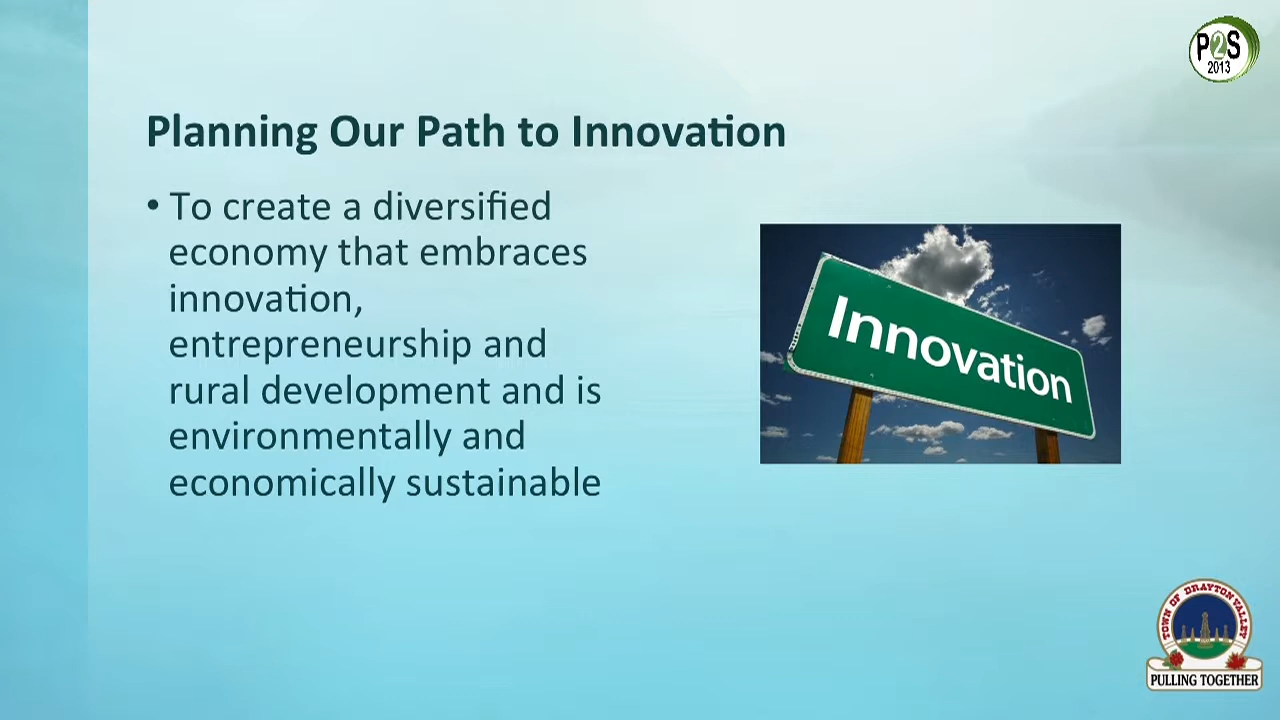 P2S
2013
Planning Our Path to Innovation
• To create a diversified
economy that embraces
innovation,
entrepreneurship and
rural development and is
environmentally and
economically sustainable
Innovation
TOWN OF DRAYTON VALLEY
PULLING TOGETHER